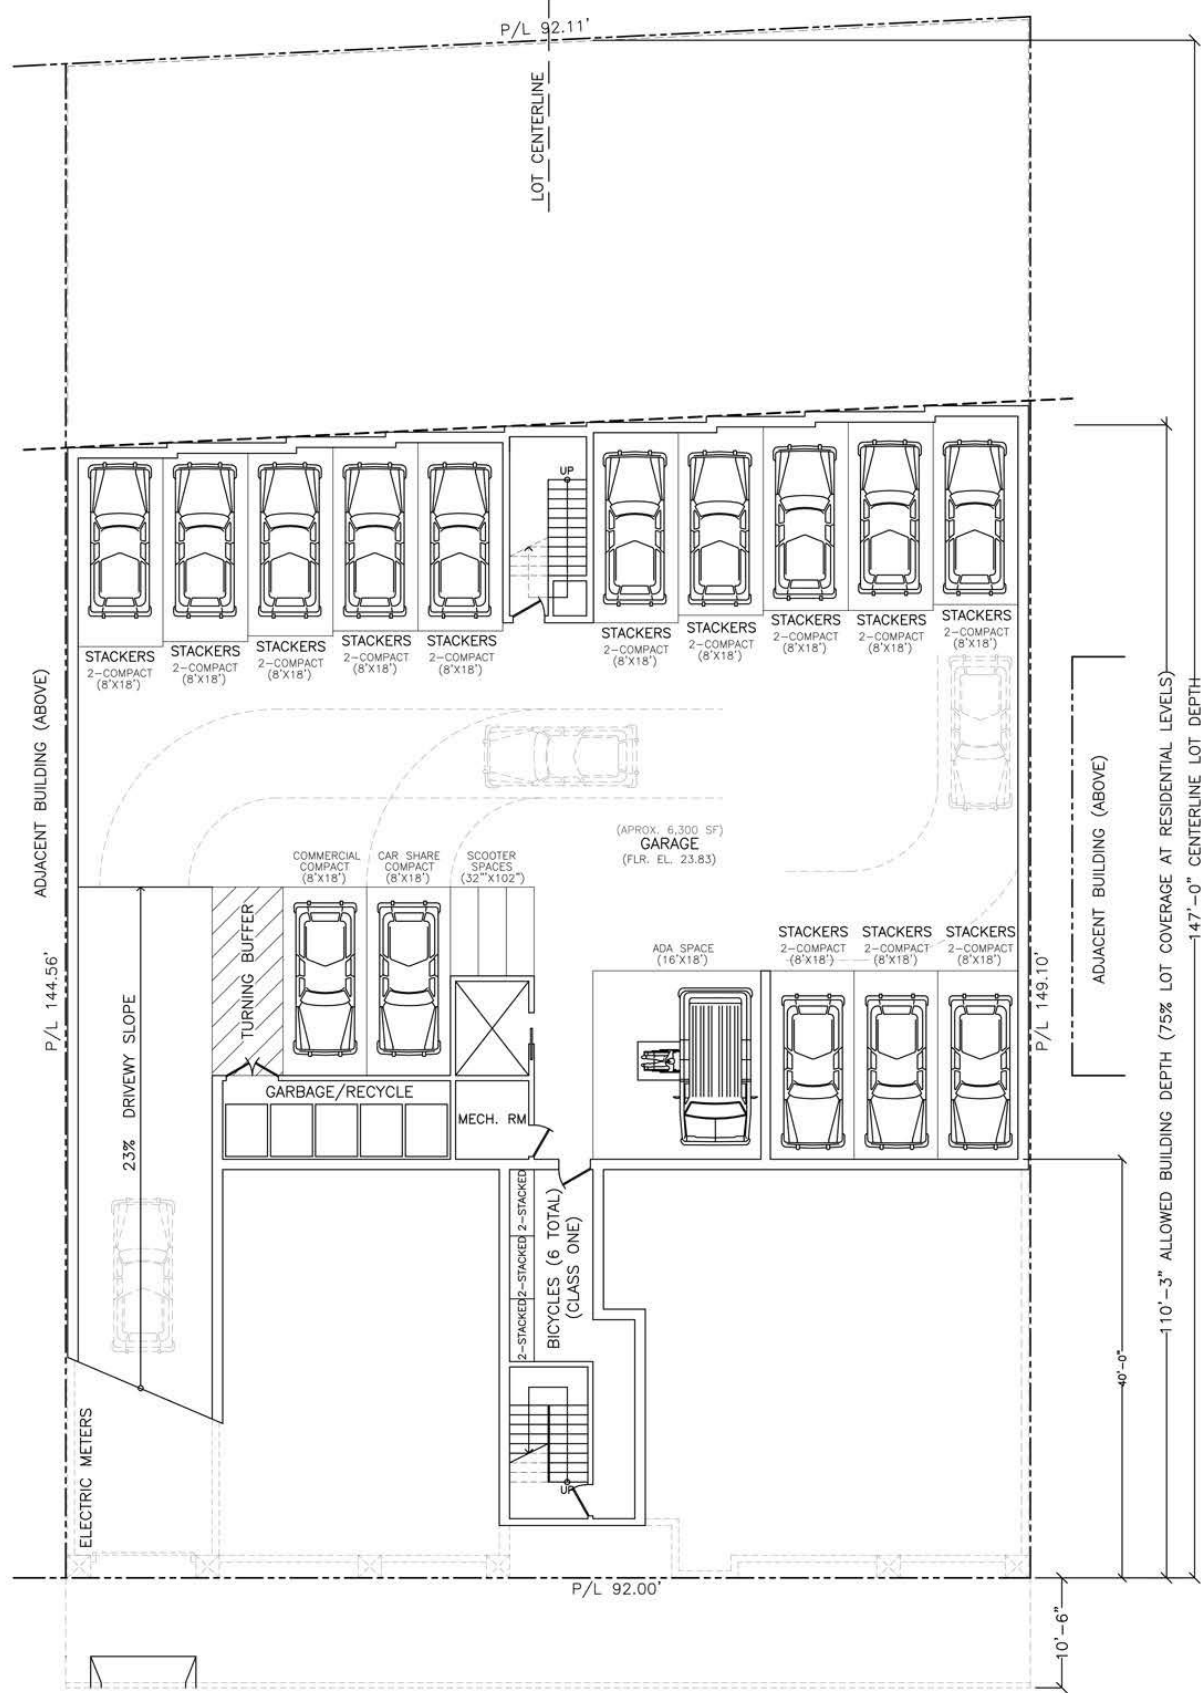 P/L 92.11'
LOT CENTERLINE
UP
STACKERS
2-COMPACT
(8'X18')
STACKERS
2-COMPACT
(8'X18')
STACKERS
2-COMPACT
(8'X18')
STACKERS
2-COMPACT
(8'X18')
STACKERS
2-COMPACT
(8'X18')
STACKERS
2-COMPACT
(8'X18')
STACKERS
2-COMPACT
(8'X18')
STACKERS
2-COMPACT
(8'X18')
STACKERS
2-COMPACT
(8'X18')
STACKERS
2-COMPACT
(8'X18')
ADJACENT BUILDING (ABOVE)
P/L 144.56'
(APROX. 6,300 SF)
GARAGE
(FLR. EL. 23.83)
COMMERCIAL
COMPACT
(8'X18')
CAR SHARE
COMPACT
(8'X18')
SCOOTER
SPACES
(32"'X102")
TURNING BUFFER
23% DRIVEWY SLOPE
ADA SPACE
(16'X18')
STACKERS
2-COMPACT
(8'X18')
STACKERS
2-COMPACT
(8'X18')
STACKERS
2-COMPACT
(8'X18')
P/L 149.10'
ADJACENT BUILDING (ABOVE)
110'-3" ALLOWED BUILDING DEPTH (75% LOT COVERAGE AT RESIDENTIAL LEVELS)
147'-0" CENTERLINE LOT DEPTH
GARBAGE/RECYCLE
MECH. RM
2-STACKED
2-STACKED
2-STACKED
BICYCLES (6 TOTAL)
(CLASS ONE)
40'-0"
UP
ELECTRIC METERS
P/L 92.00'
10'-6"